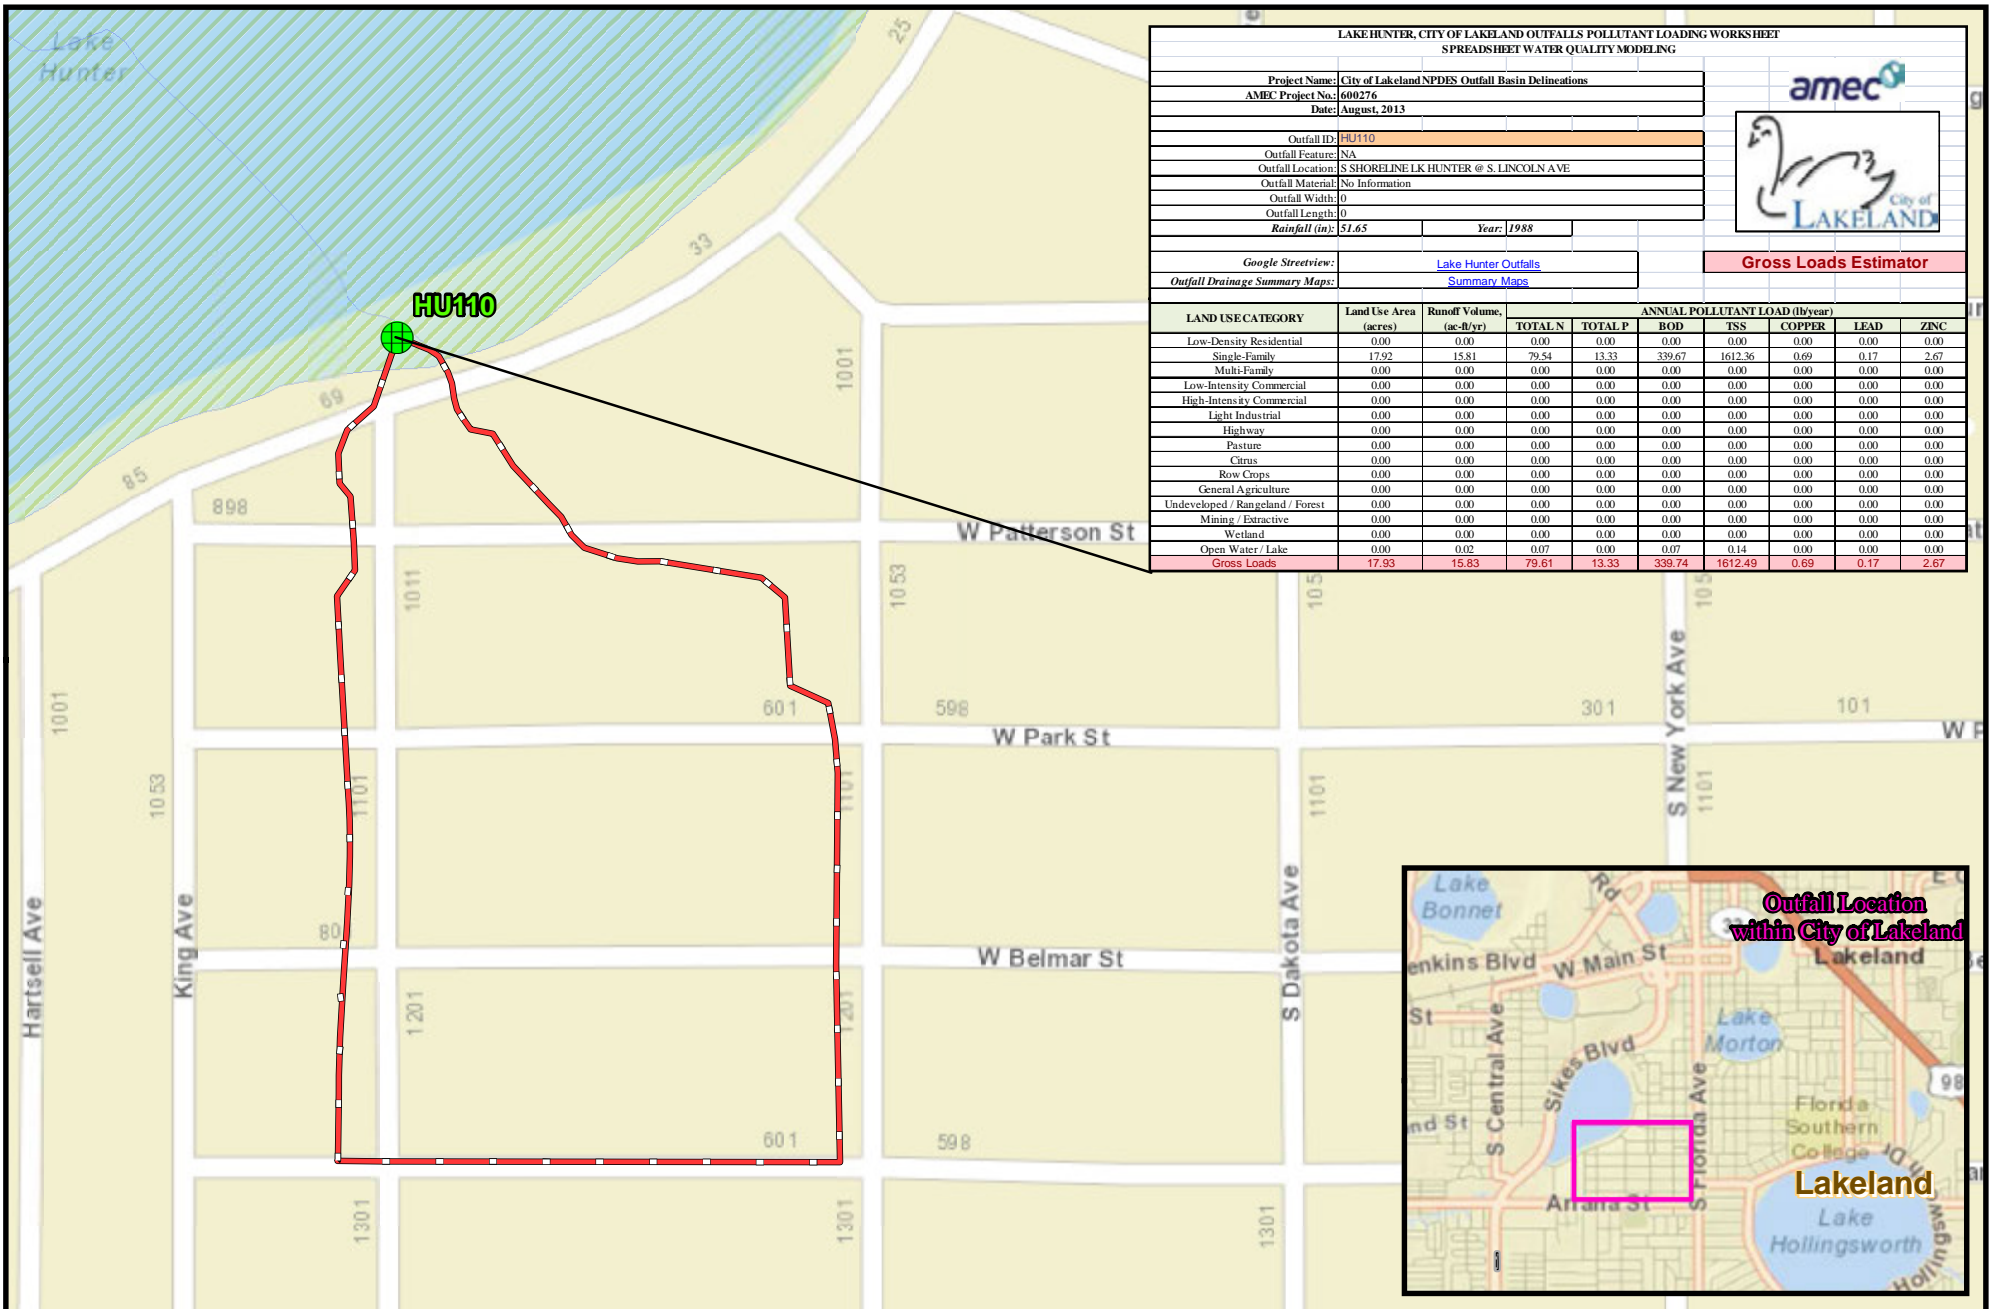 Lake
Hunter
25
33
HU110
69
85
898
1001
1011
1053
W Patterson St
601
598
W Park St
301
101
1001
1053
1101
1101
1101
1101
S New York Ave
S Dakota Ave
King Ave
Hartsell Ave
W Belmar St
1201
1201
601
598
1301
1301
1301
LAKE HUNTER, CITY OF LAKELAND OUTFALLS POLLUTANT LOADING WORKSHEET
SPREADSHEET WATER QUALITY MODELING
Project Name: City of Lakeland NPDES Outfall Basin Delineations
AMEC Project No.: 600276
Date: August, 2013
amec
Outfall ID: HU110
Outfall Feature: NA
Outfall Location: S SHORELINE LK HUNTER @ S. LINCOLN AVE
Outfall Material: No Information
Outfall Width: 0
Outfall Length: 0
Rainfall (in): 51.65 Year: 1988
City of
LAKELAND
Google Streetview: Lake Hunter Outfalls
Gross Loads Estimator
Outfall Drainage Summary Maps: Summary Maps
LAND USE CATEGORY Land Use Area (acres) Runoff Volume, (ac-ft/yr) ANNUAL POLLUTANT LOAD (lb/year)
TOTAL N TOTAL P BOD TSS COPPER LEAD ZINC
Low-Density Residential 0.00 0.00 0.00 0.00 0.00 0.00 0.00 0.00 0.00
Single-Family 17.92 15.81 79.54 13.33 339.67 1612.36 0.69 0.17 2.67
Multi-Family 0.00 0.00 0.00 0.00 0.00 0.00 0.00 0.00 0.00
Low-Intensity Commercial 0.00 0.00 0.00 0.00 0.00 0.00 0.00 0.00 0.00
High-Intensity Commercial 0.00 0.00 0.00 0.00 0.00 0.00 0.00 0.00 0.00
Light Industrial 0.00 0.00 0.00 0.00 0.00 0.00 0.00 0.00 0.00
Highway 0.00 0.00 0.00 0.00 0.00 0.00 0.00 0.00 0.00
Pasture 0.00 0.00 0.00 0.00 0.00 0.00 0.00 0.00 0.00
Citrus 0.00 0.00 0.00 0.00 0.00 0.00 0.00 0.00 0.00
Row Crops 0.00 0.00 0.00 0.00 0.00 0.00 0.00 0.00 0.00
General Agriculture 0.00 0.00 0.00 0.00 0.00 0.00 0.00 0.00 0.00
Undeveloped / Rangeland / Forest 0.00 0.00 0.00 0.00 0.00 0.00 0.00 0.00 0.00
Mining / Extractive 0.00 0.00 0.00 0.00 0.00 0.00 0.00 0.00 0.00
Wetland 0.00 0.00 0.00 0.00 0.00 0.00 0.00 0.00 0.00
Open Water / Lake 0.00 0.02 0.07 0.00 0.07 0.14 0.00 0.00 0.00
Gross Loads 17.93 15.83 79.61 13.33 339.74 1612.49 0.69 0.17 2.67
Outfall Location
within City of Lakeland
Lake
Bonnet
Rd
enkins Blvd
W Main St
Lakeland
St
S Central Ave
Sikes Blvd
Lake
Morton
98
nd St
S Florida Ave
Florida
Southern
College
Lakeland
Ariana St
Lake
Hollingsworth